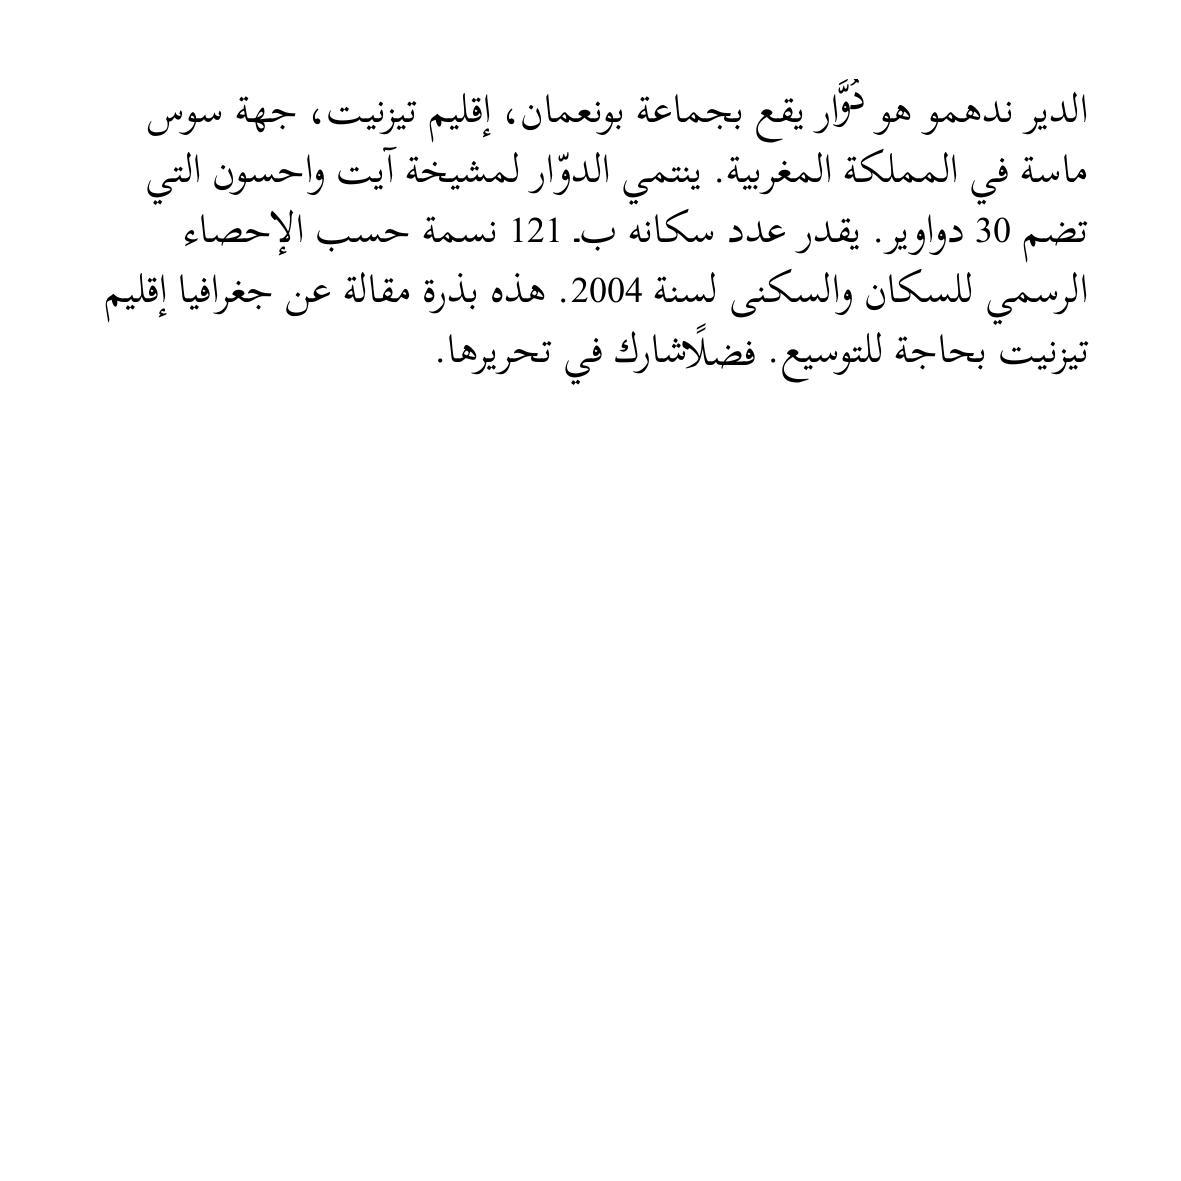 الدير ندهمو هو دُوَّار يقع بجماعة بونعمان، إقليم تيزنيت، جهة سوس
ماسة في المملكة المغربية. ينتمي الدوّار لمشيخة آيت واحسون التي
تضم 30 دواوير. يقدر عدد سكانه بـ 121 نسمة حسب الإحصاء
الرسمي للسكان والسكنى لسنة 2004. هذه بذرة مقالة عن جغرافيا إقليم
تيزنيت بحاجة للتوسيع. فضلًاشارك في تحريرها.